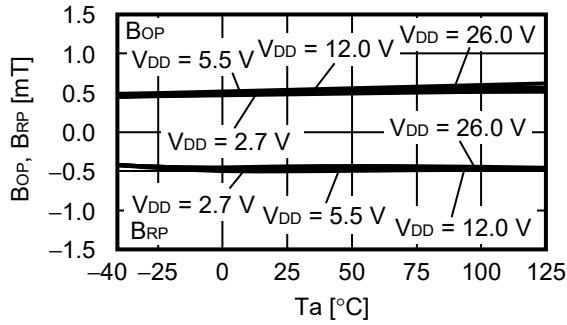 1.5
1.0
0.5
0.0
−0.5
−1.0
−1.5
BOP, BRP [mT]
BOP
VDD = 26.0 V
VDD = 12.0 V
VDD = 5.5 V
VDD = 26.0 V
VDD = 2.7 V
VDD = 2.7 V
VDD = 5.5 V
VDD = 12.0 V
BRP
−40 −25 0 25 50 75 100 125
Ta [°C]